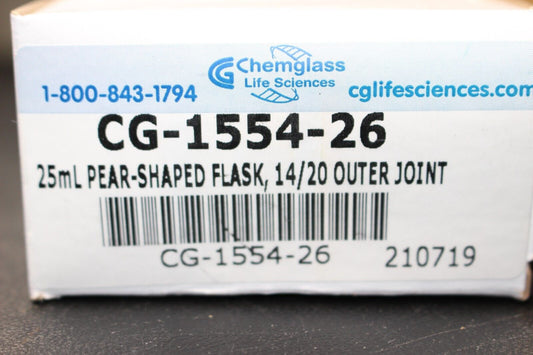 Chemglass
Life Sciences
1-800-843-1794
cglifesciences.com
CG-1554-26
25mL PEAR-SHAPED FLASK, 14/20 OUTER JOINT
CG-1554-26 210719